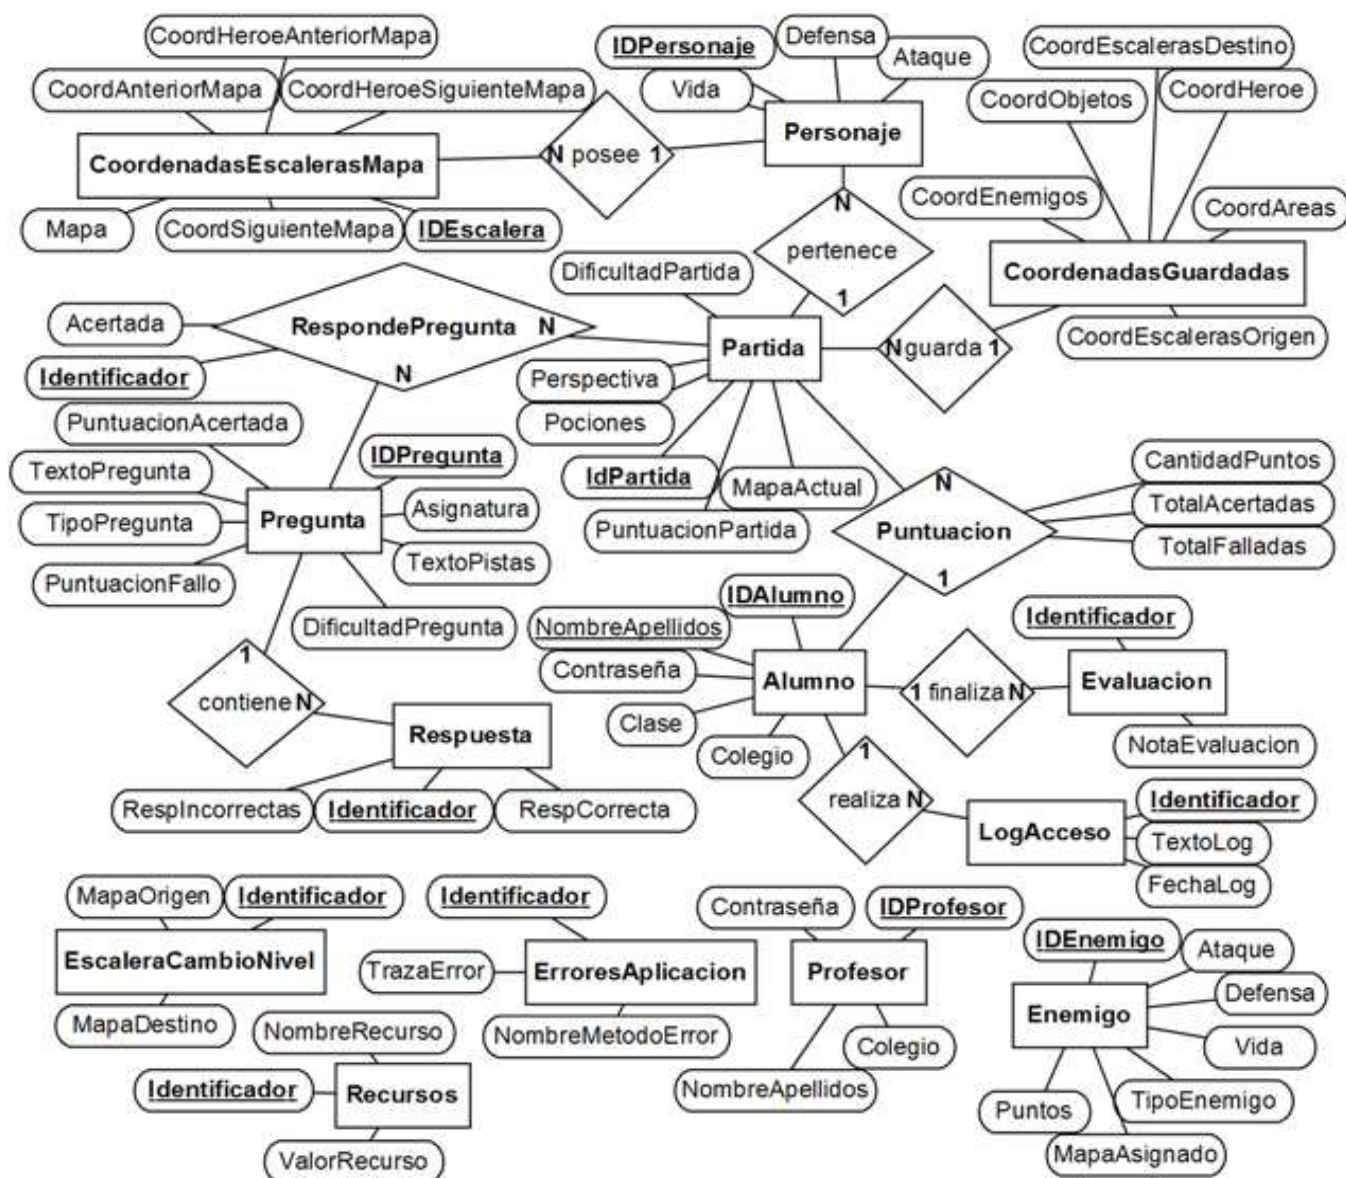 CoordHeroeAnteriorMapa
CoordAnteriorMapa
CoordHeroeSiguienteMapa
CoordenadasEscalerasMapa
Mapa
CoordSiguienteMapa
IDEscalera
N posee 1
IDPersonaje
Defensa
Ataque
Vida
Personaje
CoordEscalerasDestino
CoordObjetos
CoordHeroe
CoordEnemigos
CoordAreas
CoordenadasGuardadas
CoordEscalerasOrigen
N
pertenece
1
DificultadPartida
Acertada
RespondePregunta N
N
Identificador
Partida
N guarda 1
Perspectiva
Pociones
IdPartida
MapaActual
PuntuacionPartida
PuntuacionAcertada
IDPregunta
TextoPregunta
TipoPregunta
Pregunta
Asignatura
PuntuacionFallo
TextoPistas
DificultadPregunta
N
Puntuacion
1
CantidadPuntos
TotalAcertadas
TotalFalladas
IDAlumno
NombreApellidos
Contraseña
Alumno
Clase
Colegio
1 finaliza N
Identificador
Evaluacion
NotaEvaluacion
1
contiene N
Respuesta
RespIncorrectas
Identificador
RespCorrecta
1
realiza N
LogAcceso
Identificador
TextoLog
FechaLog
MapaOrigen
Identificador
EscaleraCambioNivel
MapaDestino
Identificador
TrazaError
ErroresAplicacion
NombreMetodoError
Contraseña
IDProfesor
Profesor
Colegio
NombreApellidos
IDEnemigo
Ataque
Defensa
Enemigo
Vida
TipoEnemigo
Puntos
MapaAsignado
NombreRecurso
Identificador
Recursos
ValorRecurso